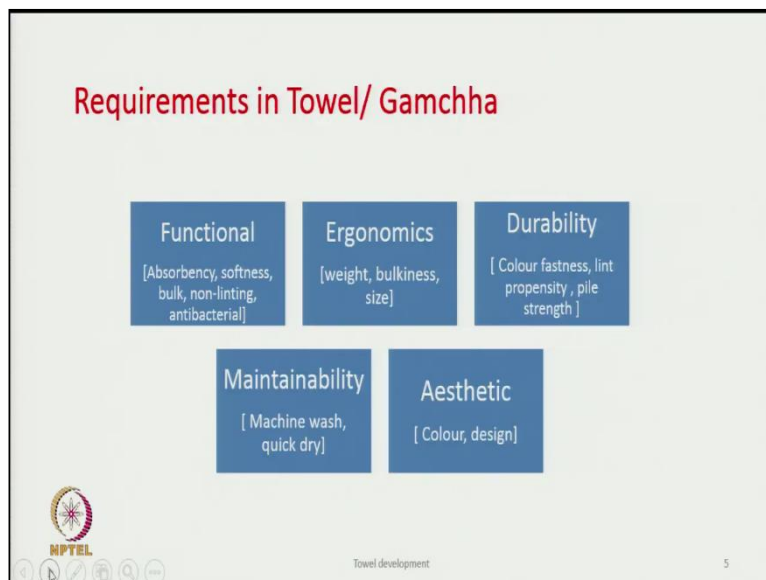 Requirements in Towel/ Gamchha
Functional
[Absorbency, softness,
bulk, non-linting,
antibacterial]
Ergonomics
[weight, bulkiness,
size]
Durability
[ Colour fastness, lint
propensity , pile
strength ]
Maintainability
[ Machine wash,
quick dry]
Aesthetic
[ Colour, design]
NPTEL
Towel development
5